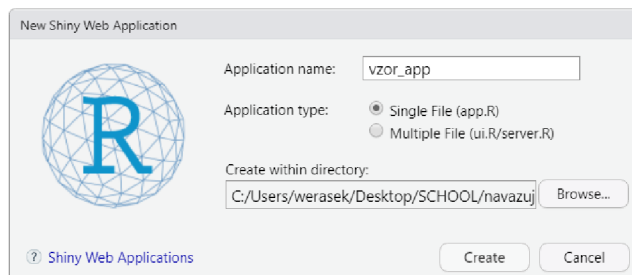 New Shiny Web Application
Application name: vzor_app
Application type: Single File (app.R)
Multiple File (ui.R/server.R)
Create within directory:
C:/Users/werasek/Desktop/SCHOOL/navazuj Browse...
R
? Shiny Web Applications Create Cancel